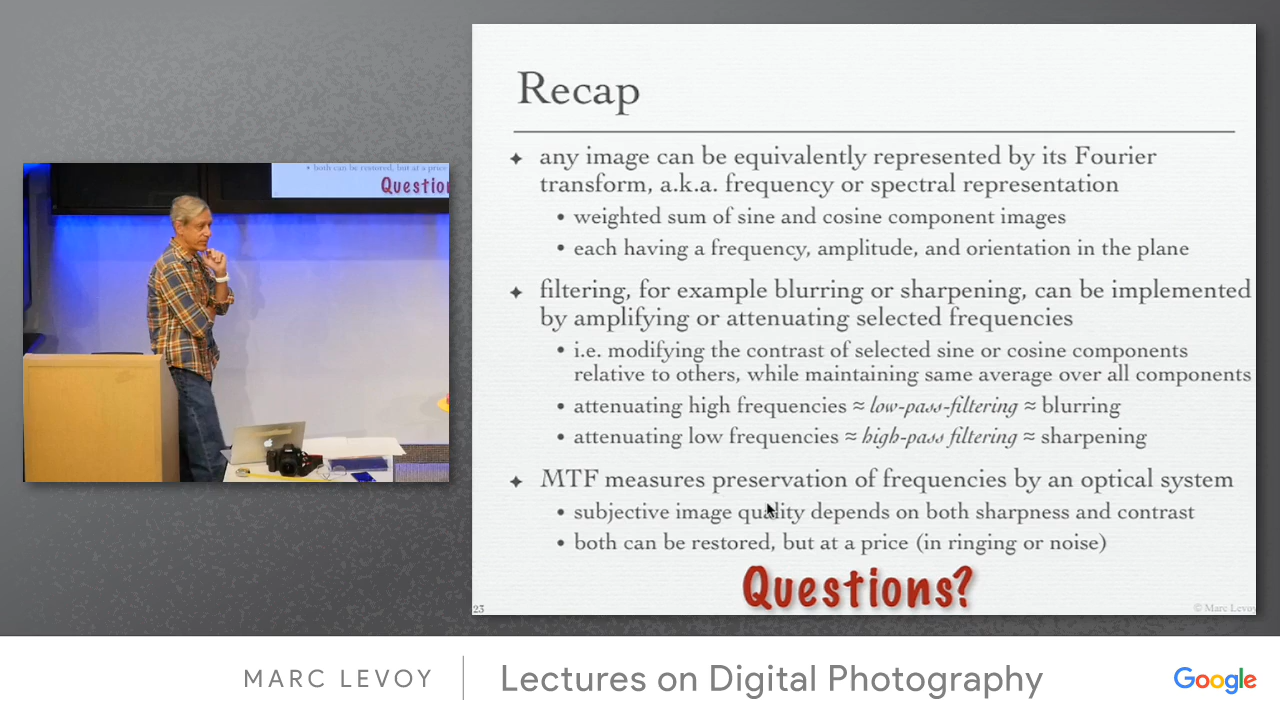 both can be restored, but at a price
Question
Recap
✦ any image can be equivalently represented by its Fourier
transform, a.k.a. frequency or spectral representation
• weighted sum of sine and cosine component images
• each having a frequency, amplitude, and orientation in the plane
✦ filtering, for example blurring or sharpening, can be implemented
by amplifying or attenuating selected frequencies
• i.e. modifying the contrast of selected sine or cosine components
relative to others, while maintaining same average over all components
• attenuating high frequencies ≈ low-pass-filtering ≈ blurring
• attenuating low frequencies ≈ high-pass filtering ≈ sharpening
✦ MTF measures preservation of frequencies by an optical system
• subjective image quality depends on both sharpness and contrast
• both can be restored, but at a price (in ringing or noise)
Questions?
23
© Marc Levoy
MARC LEVOY
Lectures on Digital Photography
Google